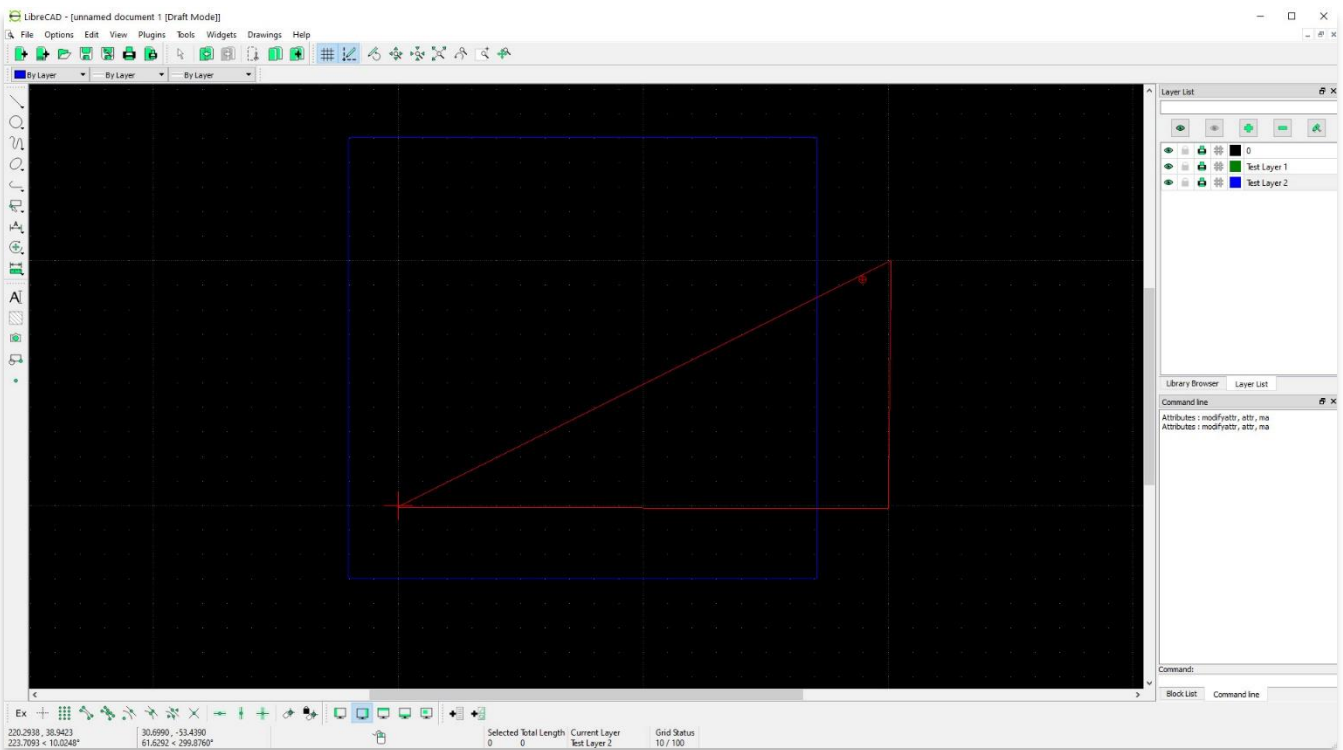 LibreCAD - [unnamed document 1 [Draft Mode]]
File Options Edit View Plugins Tools Widgets Drawings Help
By Layer By Layer By Layer
Layer List
0
Test Layer 1
Test Layer 2
Library Browser Layer List
Command line
Attributes : modifyattr, attr, ma
Attributes : modifyattr, attr, ma
Command:
Block List Command line
Ex
220.2938 , 38.9423 30.6990 , -53.4390 Selected Total Length Current Layer Grid Status
223.7093 < 10.0248° 61.6292 < 299.8760° 0 0 Test Layer 2 10 / 100